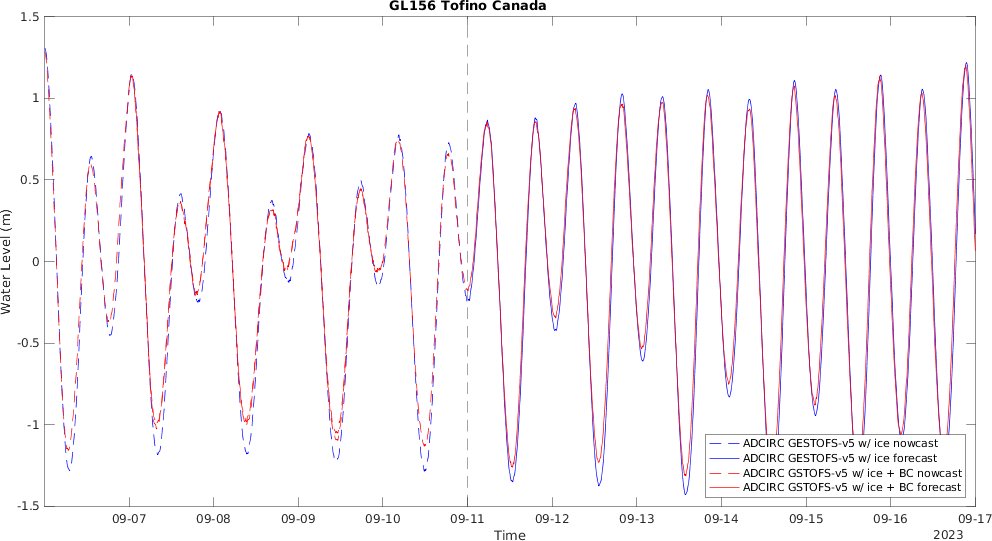 GL156 Tofino Canada
1.5
1
0.5
0
-0.5
-1
-1.5
Water Level (m)
ADCIRC GESTOFS-v5 w/ ice nowcast
ADCIRC GESTOFS-v5 w/ ice forecast
ADCIRC GSTOFS-v5 w/ ice + BC nowcast
ADCIRC GSTOFS-v5 w/ ice + BC forecast
09-07 09-08 09-09 09-10 09-11 09-12 09-13 09-14 09-15 09-16 09-17
Time
2023